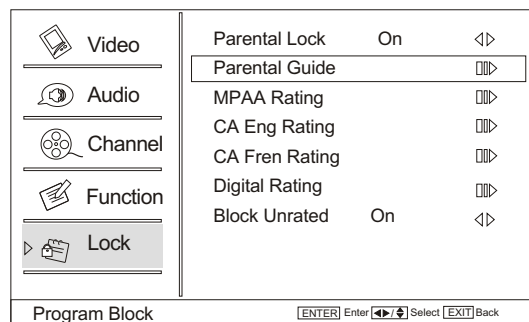 Video
Audio
Channel
Function
Lock
Parental Lock On
Parental Guide
MPAA Rating
CA Eng Rating
CA Fren Rating
Digital Rating
Block Unrated On
Program Block
ENTER Enter ◀▶/▲▼ Select EXIT Back